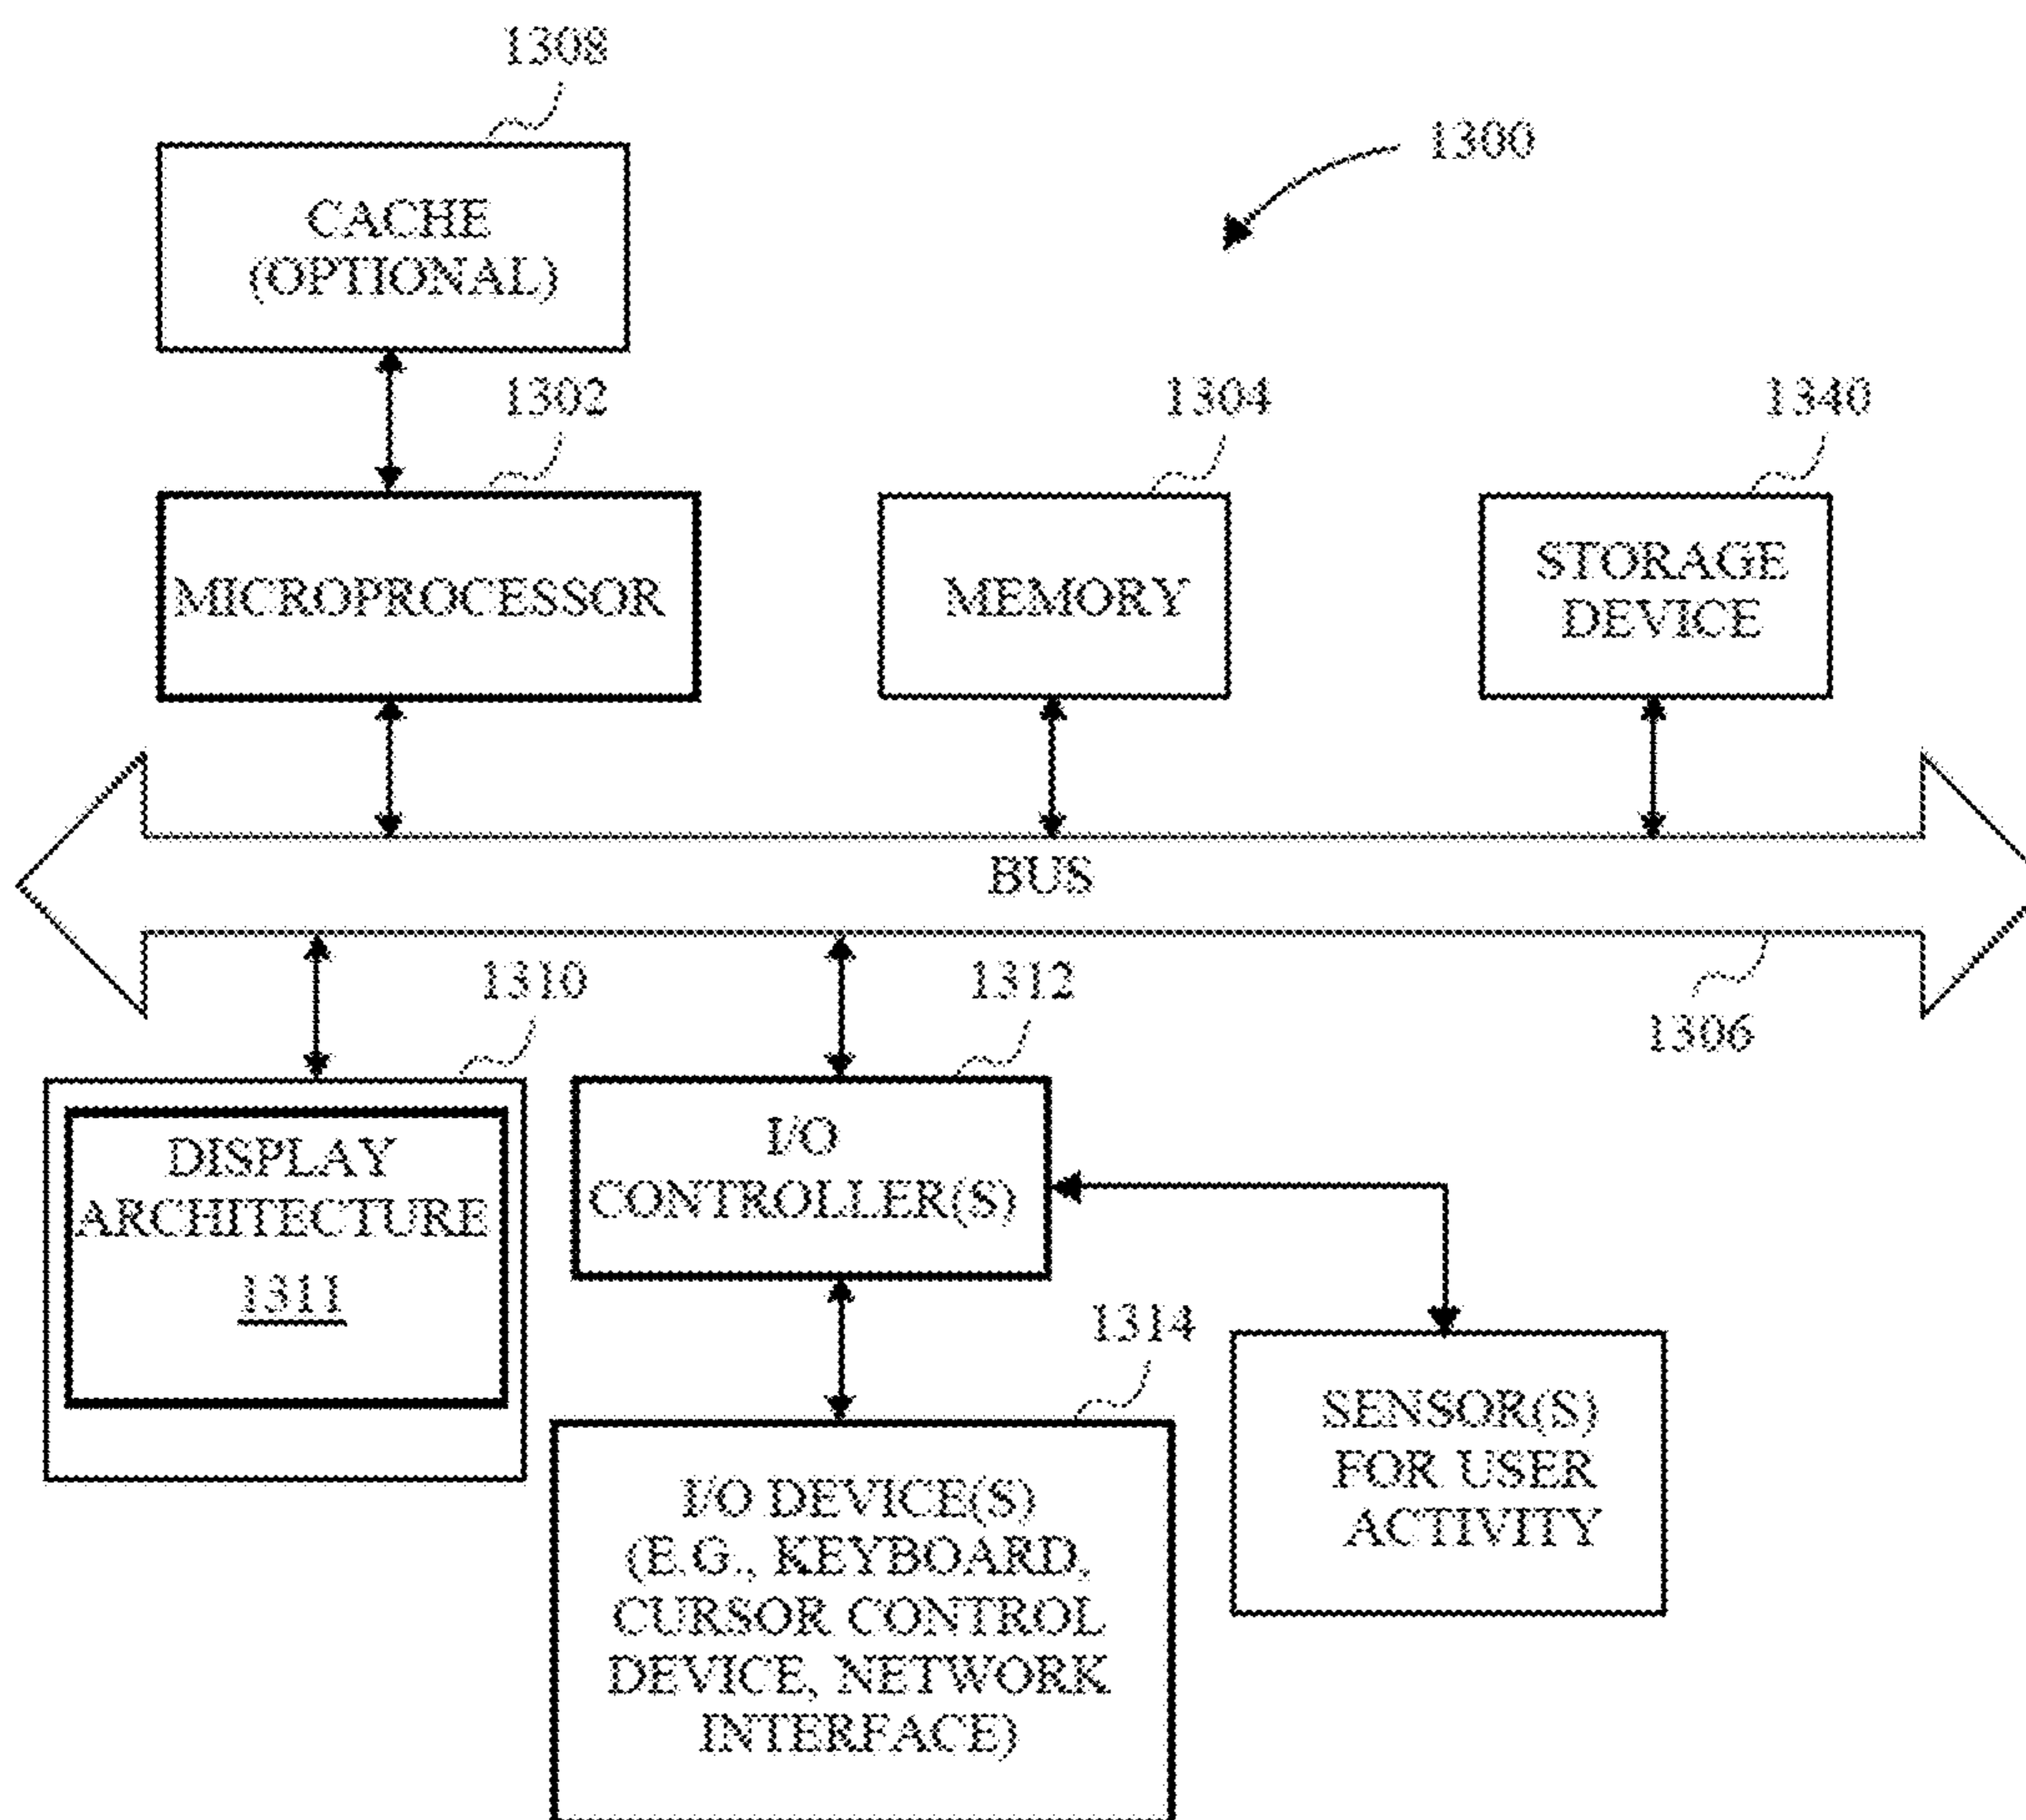 1308
1300
CACHE
(OPTIONAL)
1302
1304
1340
MICROPROCESSOR
MEMORY
STORAGE
DEVICE
BUS
1310
1312
1306
DISPLAY
ARCHITECTURE
1311
I/O
CONTROLLER(S)
1314
SENSOR(S)
FOR USER
ACTIVITY
I/O DEVICE(S)
(E.G., KEYBOARD,
CURSOR CONTROL
DEVICE, NETWORK
INTERFACE)